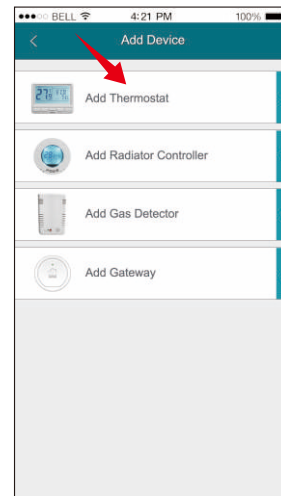 BELL 4:21 PM 100%
Add Device
Add Thermostat
Add Radiator Controller
Add Gas Detector
Add Gateway